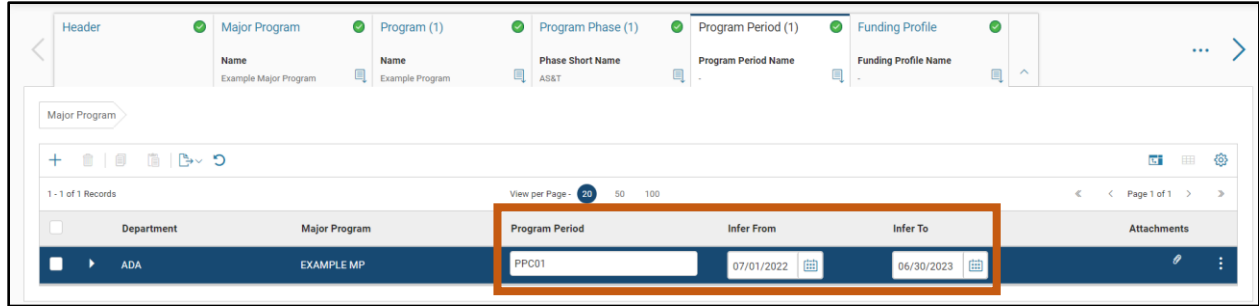 Header Major Program Program (1) Program Phase (1) Program Period (1) Funding Profile
Name Name Phase Short Name Program Period Name Funding Profile Name
Example Major Program Example Program AS&T - -
Major Program
1 - 1 of 1 Records View per Page - 20 50 100 Page 1 of 1
Department Major Program Program Period Infer From Infer To Attachments
ADA EXAMPLE MP PPC01 07/01/2022 06/30/2023